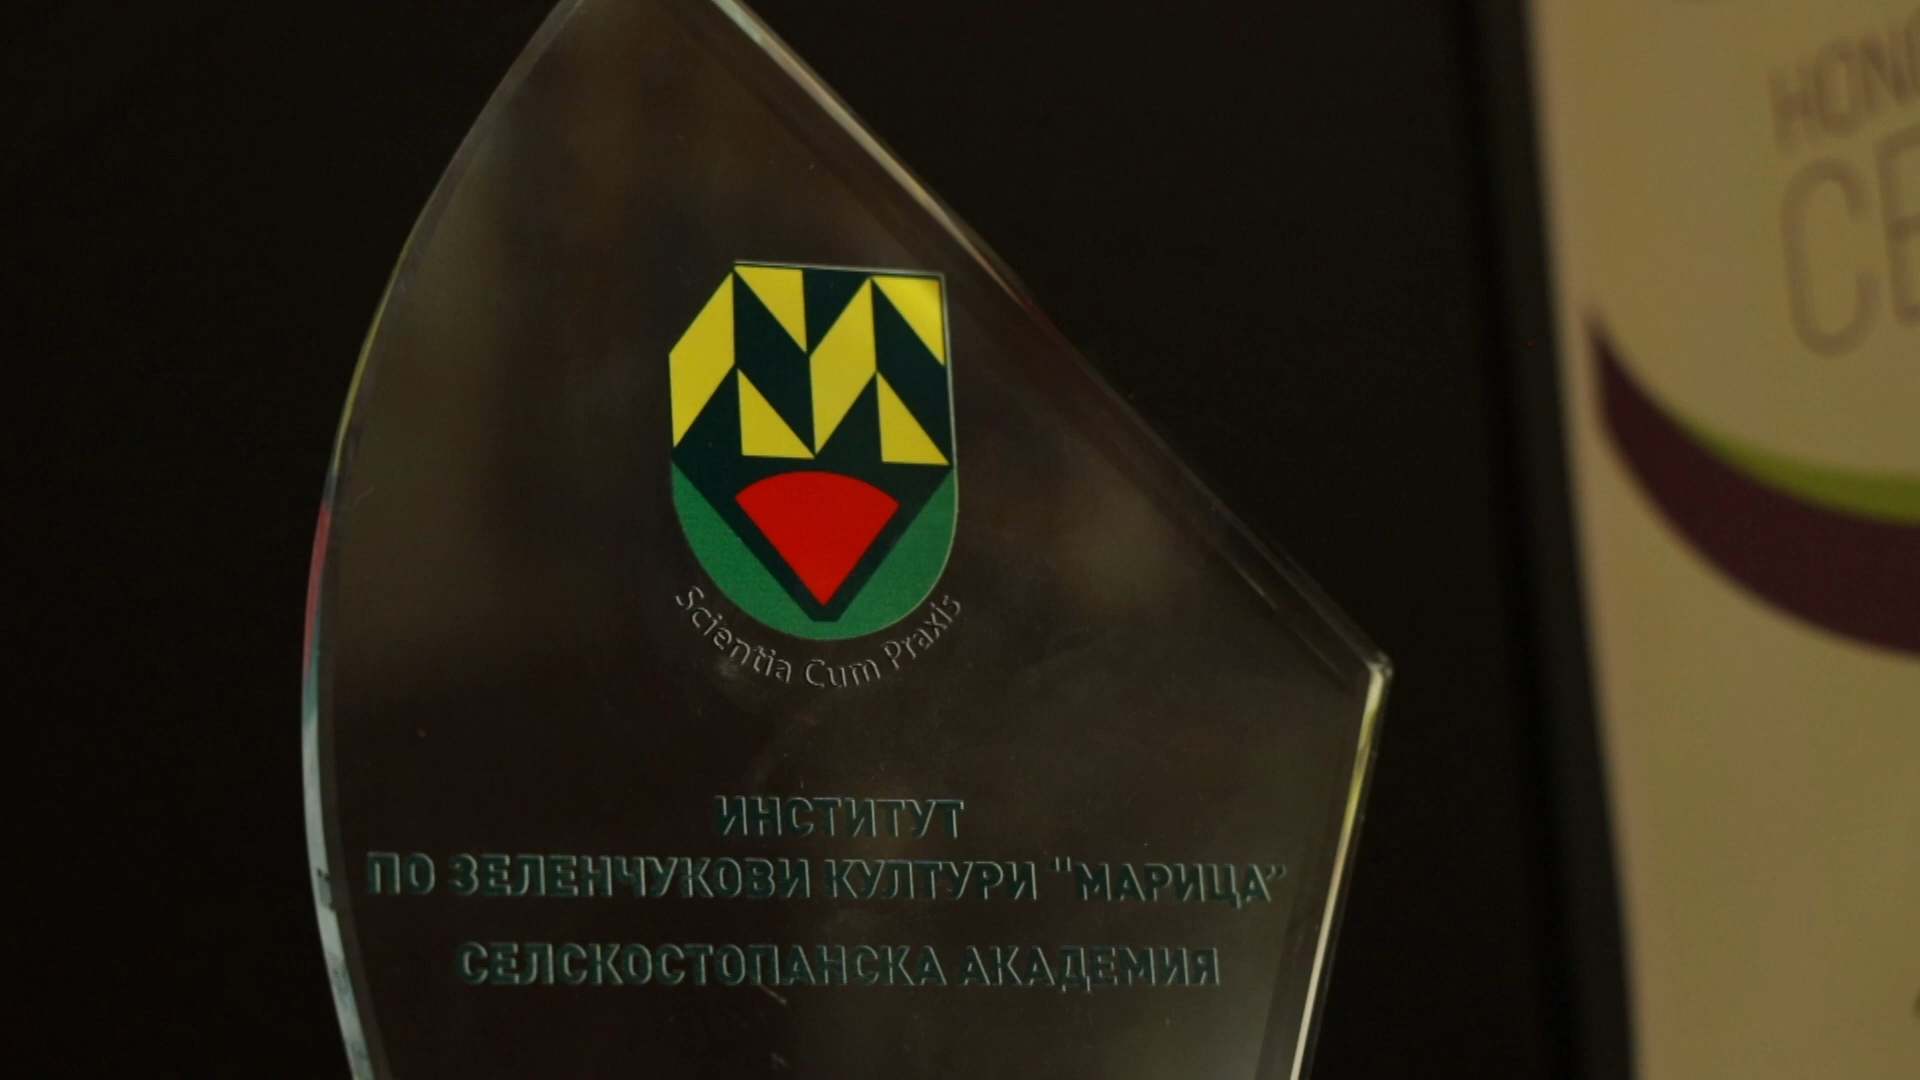 Scientia Cum Praxis
ИНСТИТУТ
ПО ЗЕЛЕНЧУКОВИ КУЛТУРИ "МАРИЦА"
СЕЛСКОСТОПАНСКА АКАДЕМИЯ